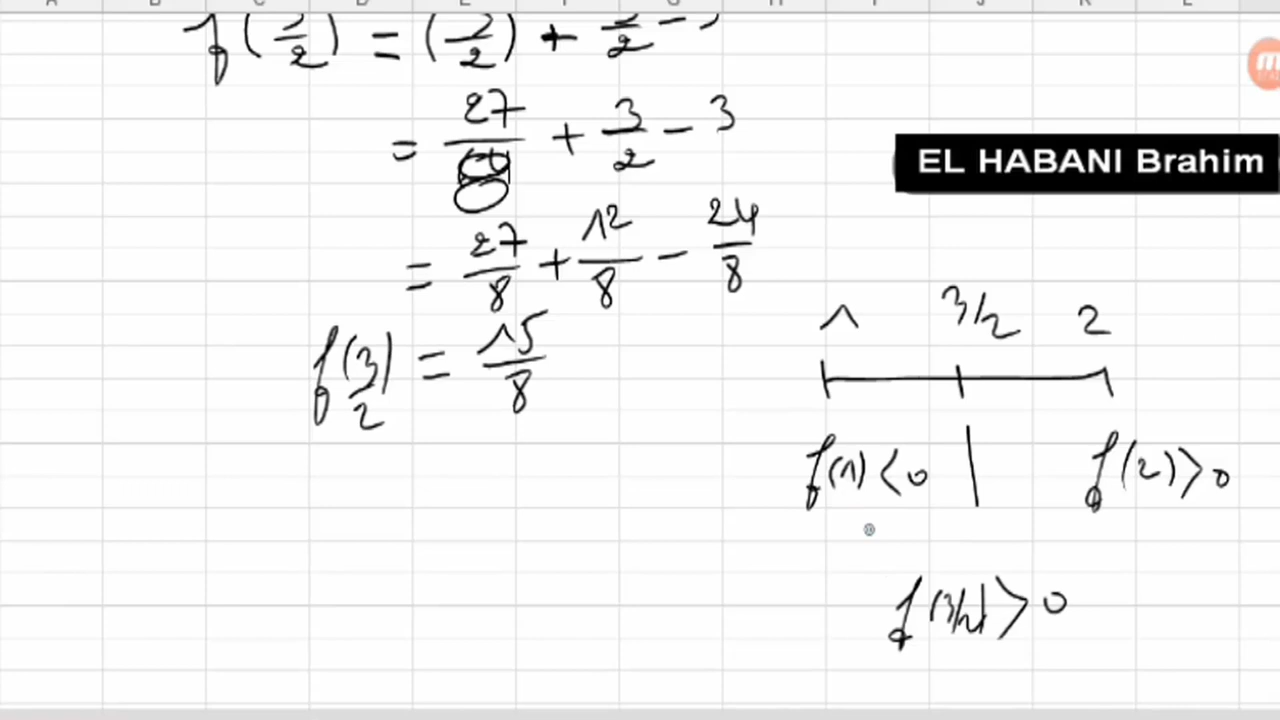 f(3/2) = (3/2) + 3/2 - 3
= 27/8 + 3/2 - 3
EL HABANI Brahim
= 27/8 + 12/8 - 24/8
1 3/2 2
f(3/2) = 15/8
f(1) < 0 | f(2) > 0
f(3/2) > 0